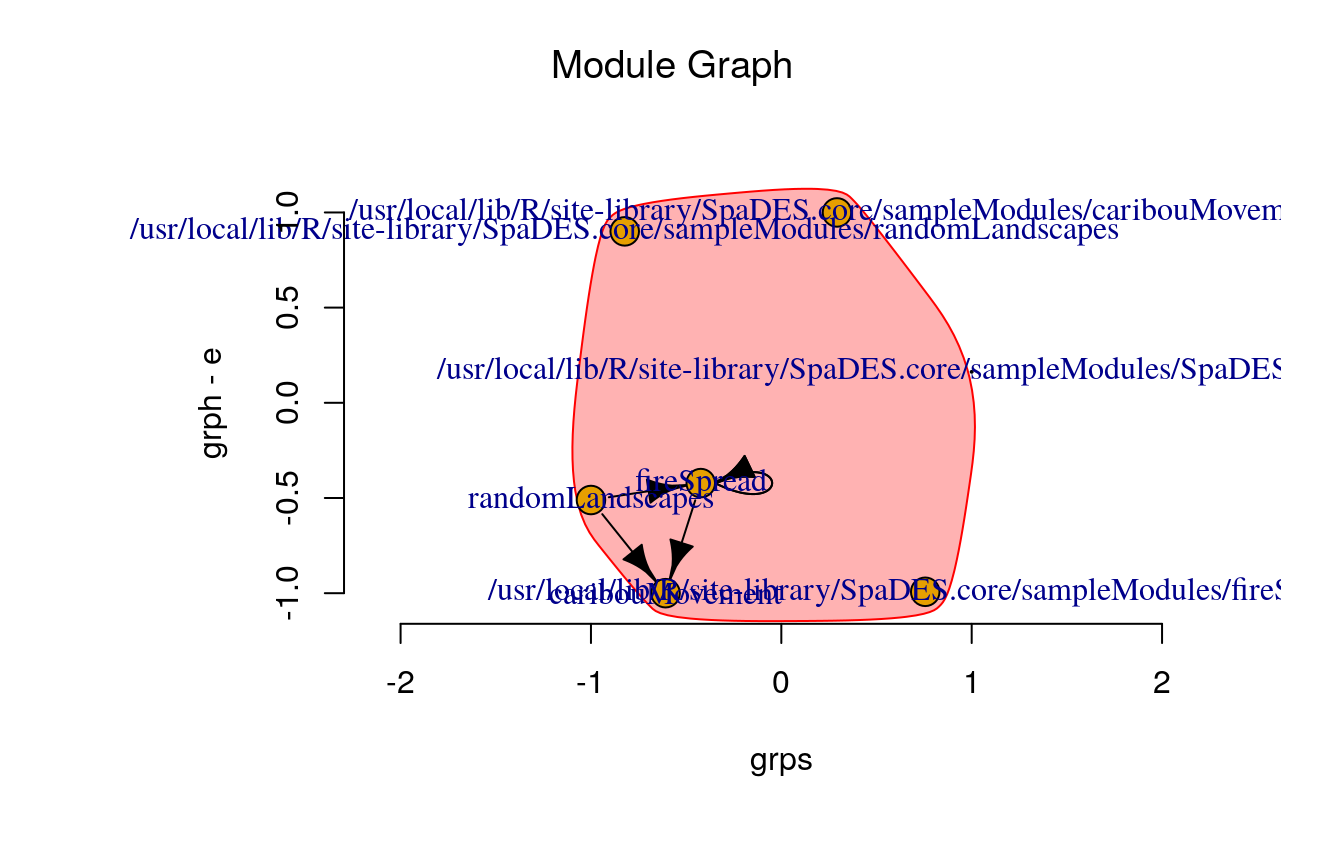 Module Graph
/usr/local/lib/R/site-library/SpaDES.core/sampleModules/caribouMovem
/usr/local/lib/R/site-library/SpaDES.core/sampleModules/randomLandscapes
/usr/local/lib/R/site-library/SpaDES.core/sampleModules/SpaDES
fireSpread
randomLandscapes
/usr/local/lib/R/site-library/SpaDES.core/sampleModules/fireS
caribouMovement
grph - e
1.0
0.5
0.0
-0.5
-1.0
-2 -1 0 1 2
grps